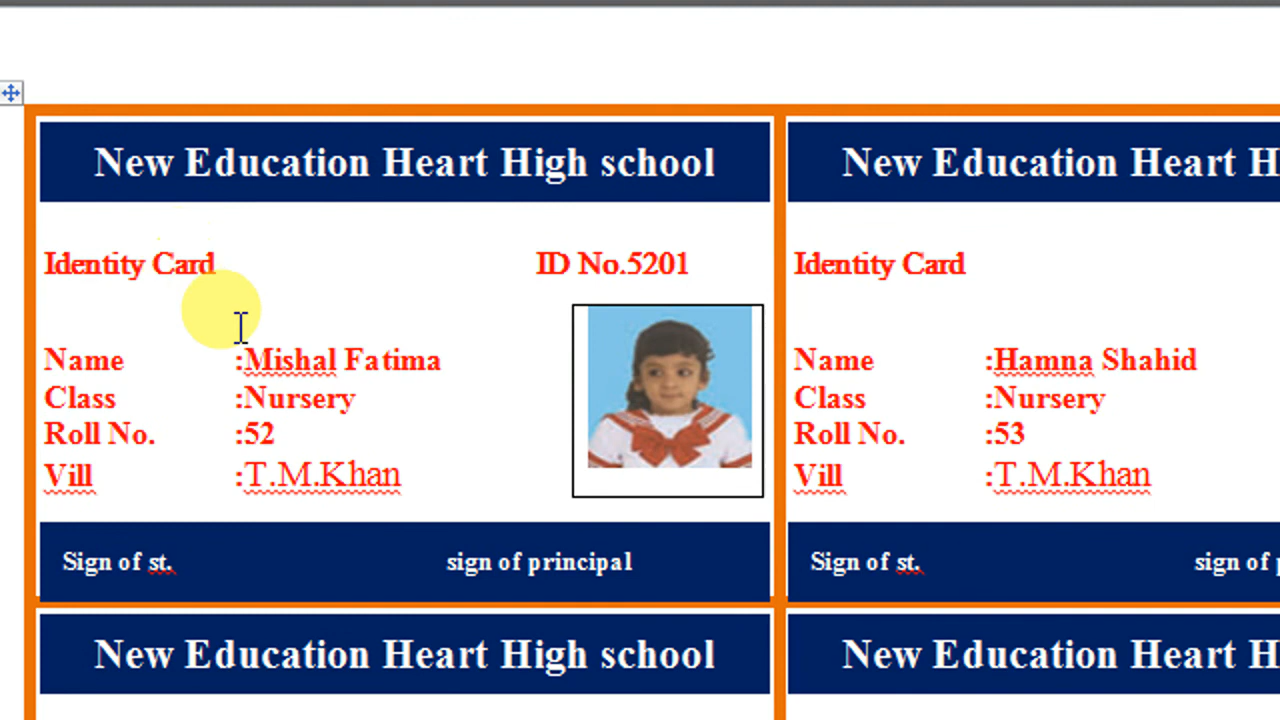 New Education Heart High school
Identity Card ID No.5201
Name :Mishal Fatima
Class :Nursery
Roll No. :52
Vill :T.M.Khan
Sign of st. sign of principal
New Education Heart H
Identity Card
Name :Hamna Shahid
Class :Nursery
Roll No. :53
Vill :T.M.Khan
Sign of st. sign of
New Education Heart High school
New Education Heart H